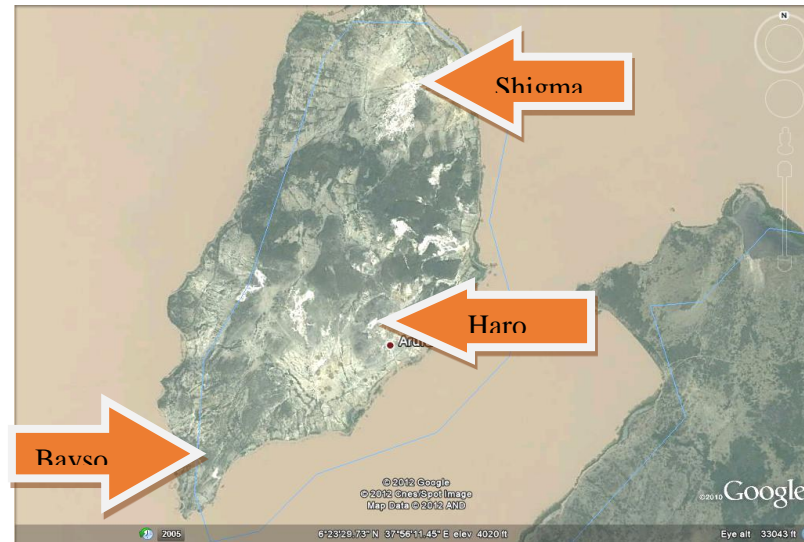 N
Shigma
Haro
Bayso
© 2012 Google
© 2012 Cnes/Spot Image
Map Data © 2012 AND
©2010 Google
2005
6°23'29.73" N 37°56'11.45" E elev 4020 ft
Eye alt 33043 ft